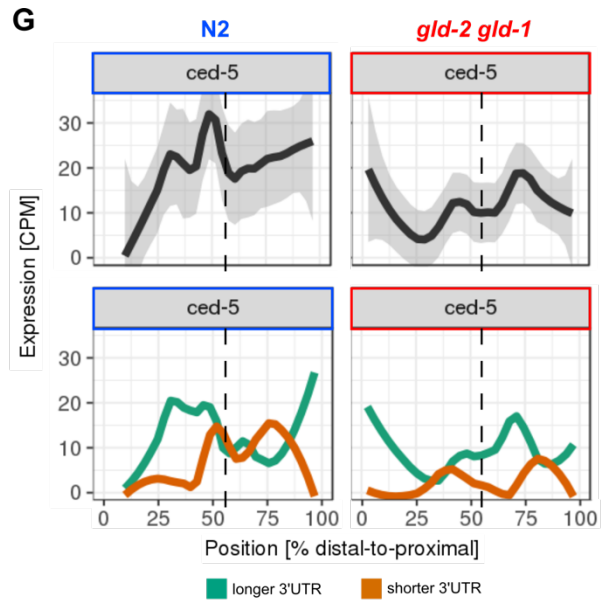 G
N2 gld-2 gld-1
ced-5 ced-5
30
20
10
0
Expression [CPM]
ced-5 ced-5
30
20
10
0
0 25 50 75 100 0 25 50 75 100
Position [% distal-to-proximal]
longer 3'UTR shorter 3'UTR